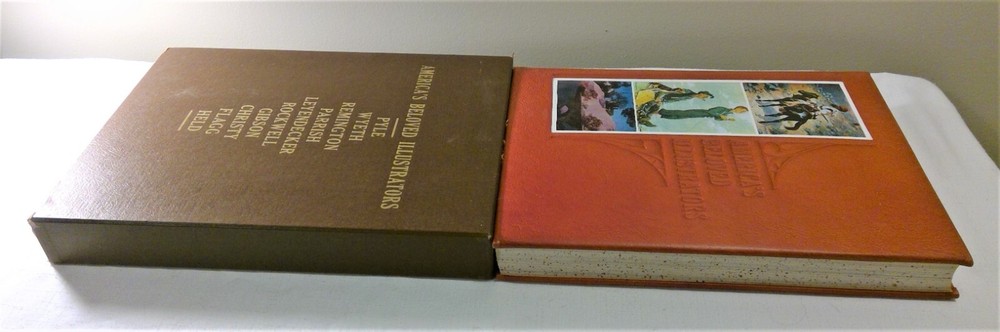 AMERICA'S BELOVED ILLUSTRATORS
PYLE
WYETH
REMINGTON
PARRISH
LEYENDECKER
ROCKWELL
GIBSON
CHRISTY
FLAGG
HELD
AMERICA'S
BELOVED
ILLUSTRATORS